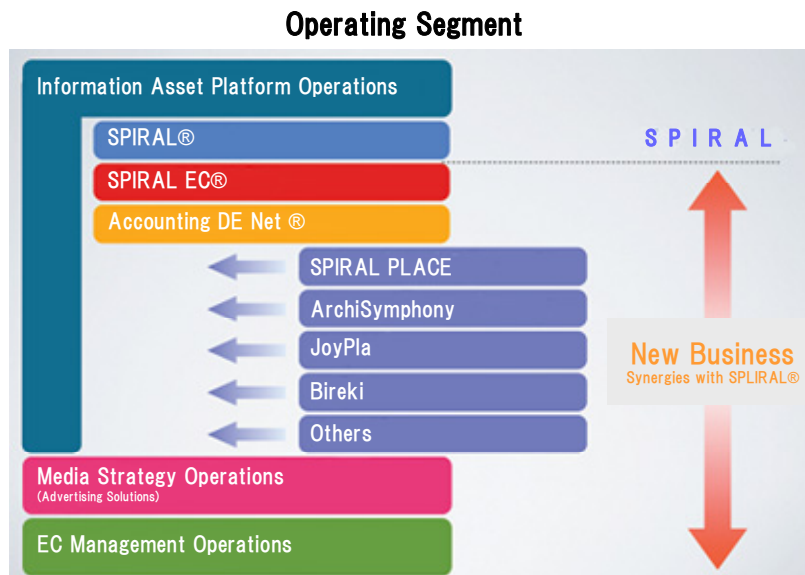 Operating Segment
Information Asset Platform Operations
SPIRAL®
SPIRAL
SPIRAL EC®
Accounting DE Net ®
SPIRAL PLACE
ArchiSymphony
JoyPla
New Business
Synergies with SPLIRAL®
Bireki
Others
Media Strategy Operations
(Advertising Solutions)
EC Management Operations